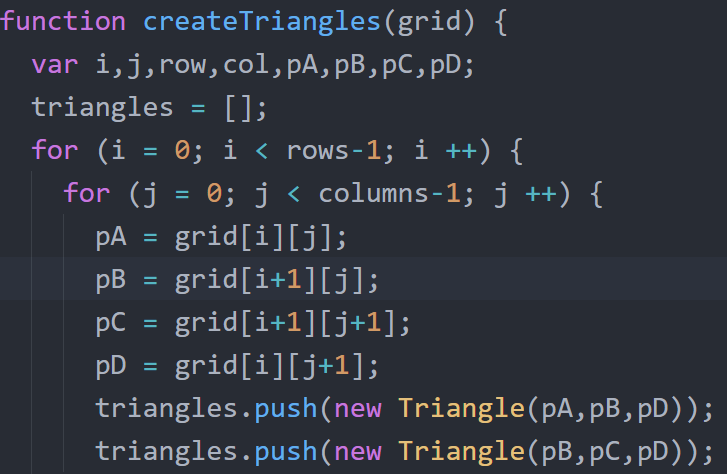 function createTriangles(grid) {
var i,j,row,col,pA,pB,pC,pD;
triangles = [];
for (i = 0; i < rows-1; i ++) {
for (j = 0; j < columns-1; j ++) {
pA = grid[i][j];
pB = grid[i+1][j];
pC = grid[i+1][j+1];
pD = grid[i][j+1];
triangles.push(new Triangle(pA,pB,pD));
triangles.push(new Triangle(pB,pC,pD));